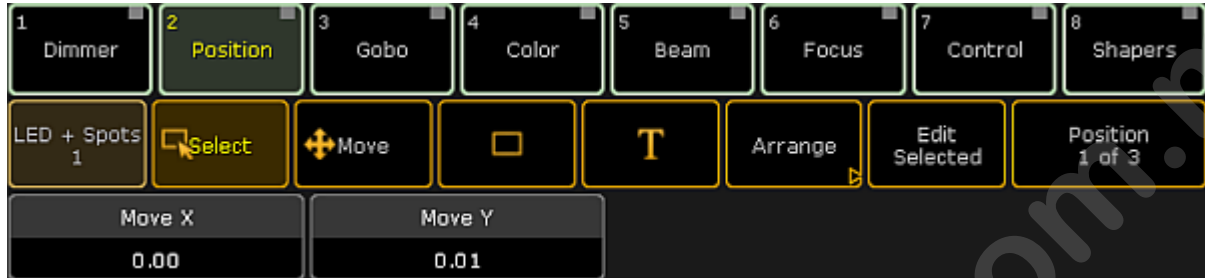 1 2 3 4 5 6 7 8
Dimmer Position Gobo Color Beam Focus Control Shapers
LED + Spots
1
Select Move T Arrange Edit
Selected Position
1 of 3
Move X Move Y
0.00 0.01